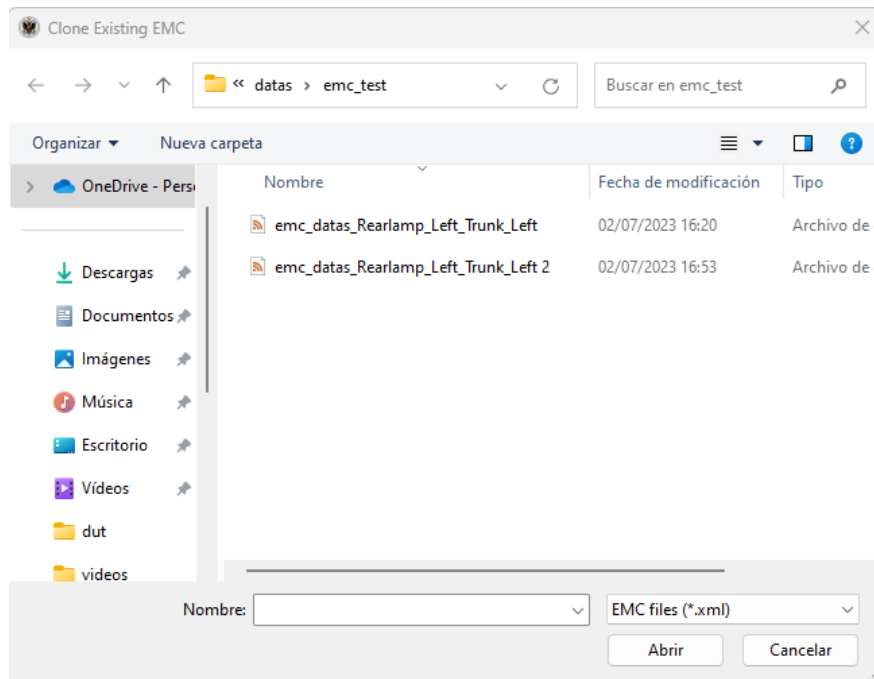 Clone Existing EMC
« datas > emc_test
Buscar en emc_test
Organizar
Nueva carpeta
OneDrive - Perso
Nombre
Fecha de modificación
Tipo
emc_datas_Rearlamp_Left_Trunk_Left
02/07/2023 16:20
Archivo de
emc_datas_Rearlamp_Left_Trunk_Left 2
02/07/2023 16:53
Archivo de
Descargas
Documentos
Imágenes
Música
Escritorio
Vídeos
dut
videos
Nombre:
EMC files (*.xml)
Abrir
Cancelar